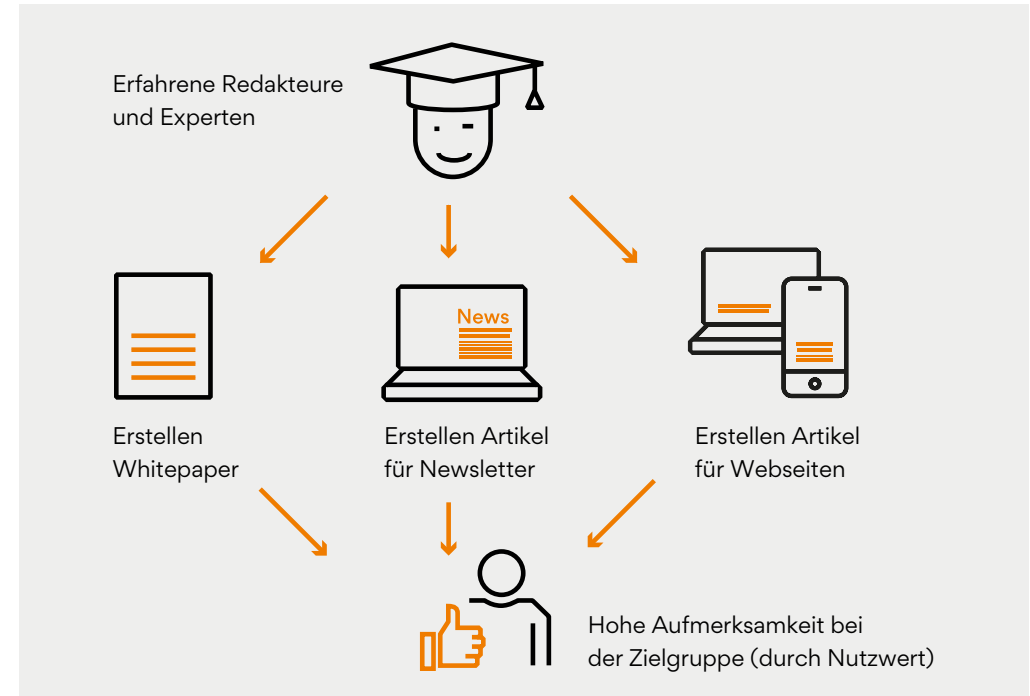 Erfahrene Redakteure
und Experten
News
Erstellen
Whitepaper
Erstellen Artikel
für Newsletter
Erstellen Artikel
für Webseiten
Hohe Aufmerksamkeit bei
der Zielgruppe (durch Nutzwert)